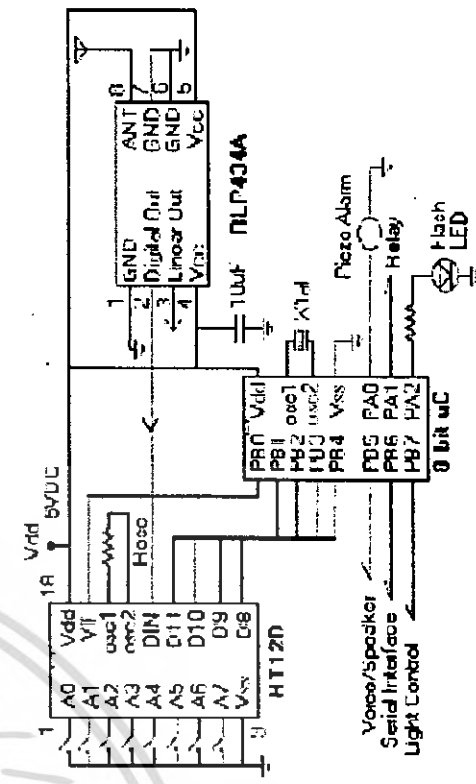 Vdd
5VDC
1
18
A0 Vdd
A1 VT
A2 osc1
A3 osc2
A4 DIN
A5 D11
A6 D10
A7 D9
Vss D8
9
HT12D
Rosc
1 GND ANT 8
2 Digital Out GND 7
3 Linear Out GND 6
4 Vcc Vcc 5
RLP434A
10uF
PB0 Vdd
PB1 osc1
PB2 osc2
PB3
PB4 Vss
PB5 PA0
PB6 PA1
PB7 PA2
8 bit uC
Xtal
Piezo Alarm
Relay
Flash
LED
Voice/Speaker
Serial Interface
Light Control